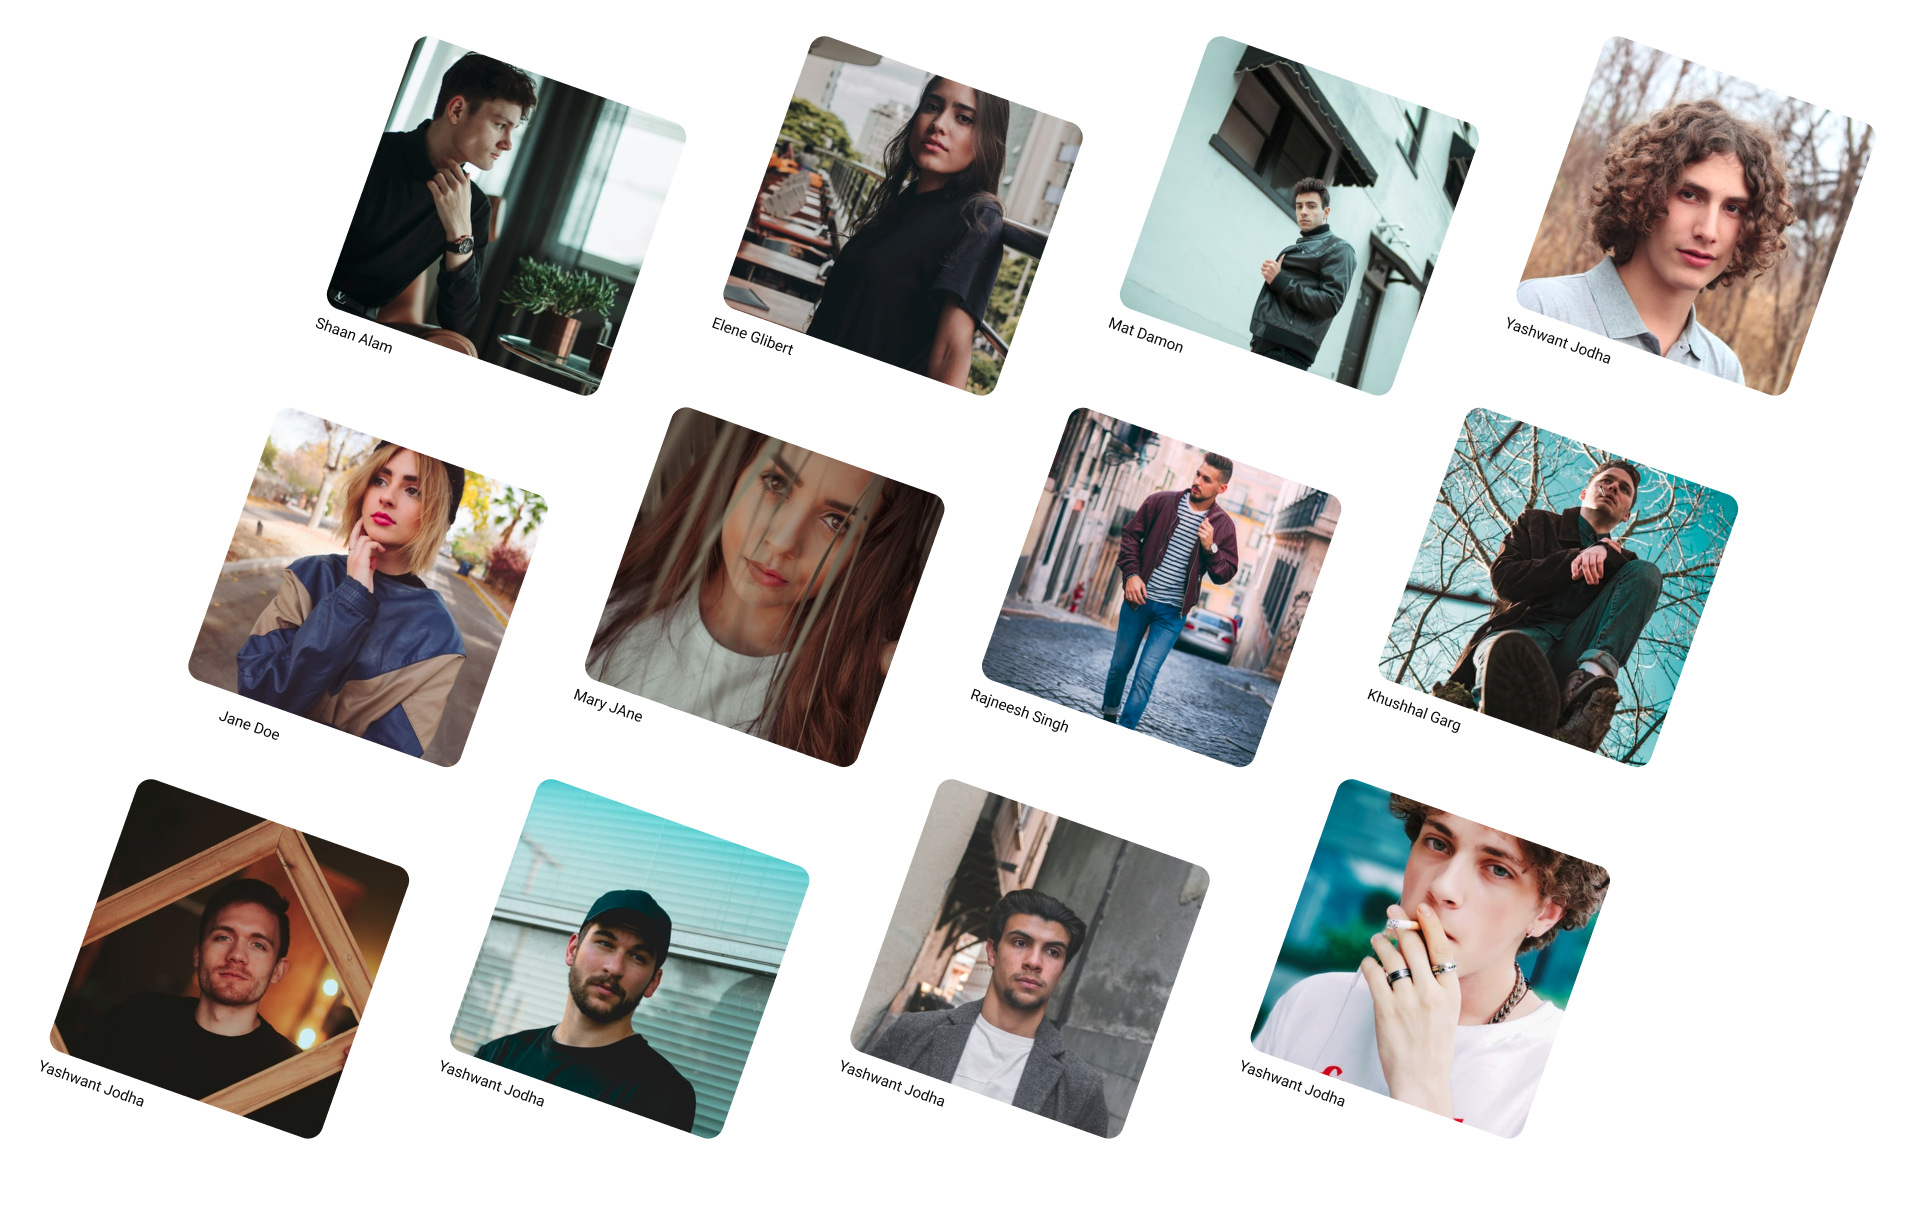 Shaan Alam
Elene Glibert
Mat Damon
Yashwant Jodha
Jane Doe
Mary JAne
Rajneesh Singh
Khushhal Garg
Yashwant Jodha
Yashwant Jodha
Yashwant Jodha
Yashwant Jodha